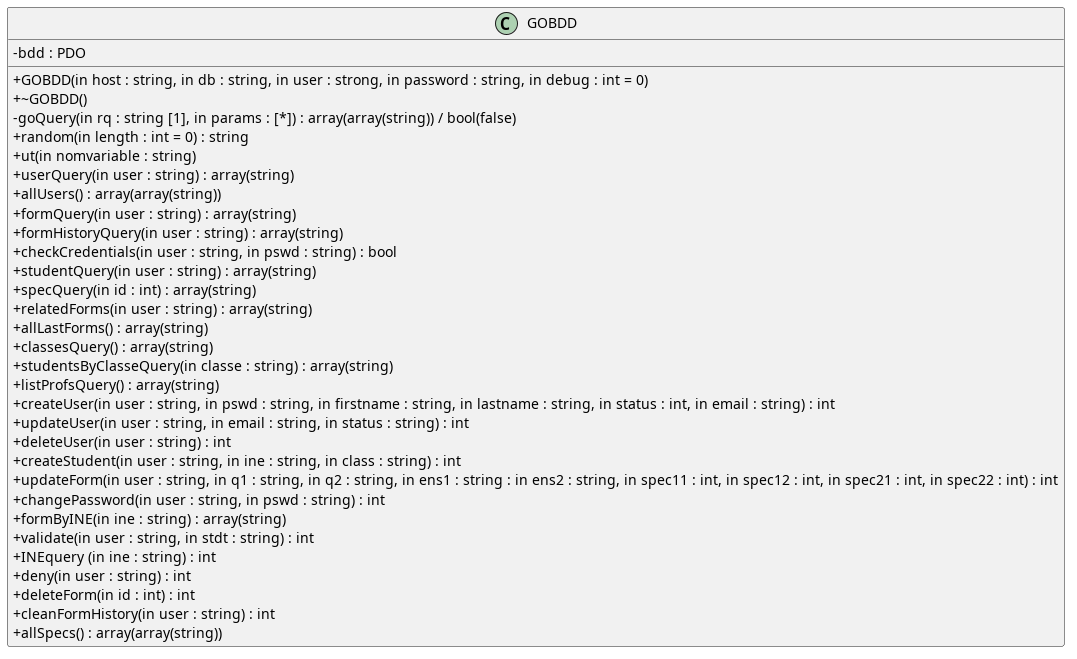 C GOBDD
-bdd : PDO
+GOBDD(in host : string, in db : string, in user : strong, in password : string, in debug : int = 0)
+~GOBDD()
-goQuery(in rq : string [1], in params : [*]) : array(array(string)) / bool(false)
+random(in length : int = 0) : string
+ut(in nomvariable : string)
+userQuery(in user : string) : array(string)
+allUsers() : array(array(string))
+formQuery(in user : string) : array(string)
+formHistoryQuery(in user : string) : array(string)
+checkCredentials(in user : string, in pswd : string) : bool
+studentQuery(in user : string) : array(string)
+specQuery(in id : int) : array(string)
+relatedForms(in user : string) : array(string)
+allLastForms() : array(string)
+classesQuery() : array(string)
+studentsByClasseQuery(in classe : string) : array(string)
+listProfsQuery() : array(string)
+createUser(in user : string, in pswd : string, in firstname : string, in lastname : string, in status : int, in email : string) : int
+updateUser(in user : string, in email : string, in status : string) : int
+deleteUser(in user : string) : int
+createStudent(in user : string, in ine : string, in class : string) : int
+updateForm(in user : string, in q1 : string, in q2 : string, in ens1 : string : in ens2 : string, in spec11 : int, in spec12 : int, in spec21 : int, in spec22 : int) : int
+changePassword(in user : string, in pswd : string) : int
+formByINE(in ine : string) : array(string)
+validate(in user : string, in stdt : string) : int
+INEquery (in ine : string) : int
+deny(in user : string) : int
+deleteForm(in id : int) : int
+cleanFormHistory(in user : string) : int
+allSpecs() : array(array(string))